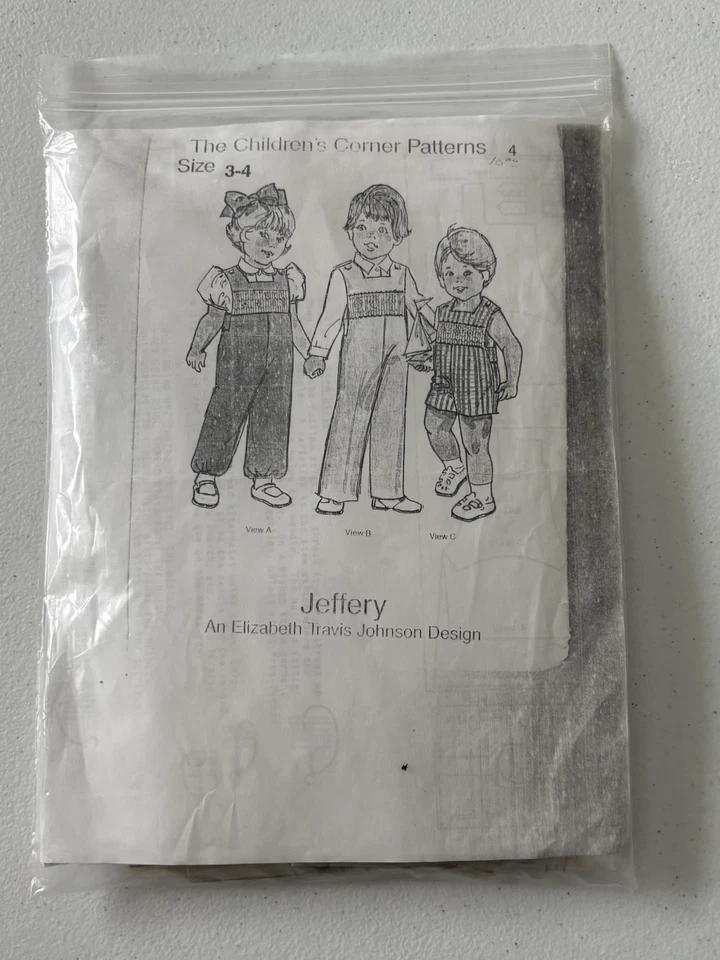 The Children's Corner Patterns 4
Size 3-4
View A
View B
View C
Jeffery
An Elizabeth Travis Johnson Design